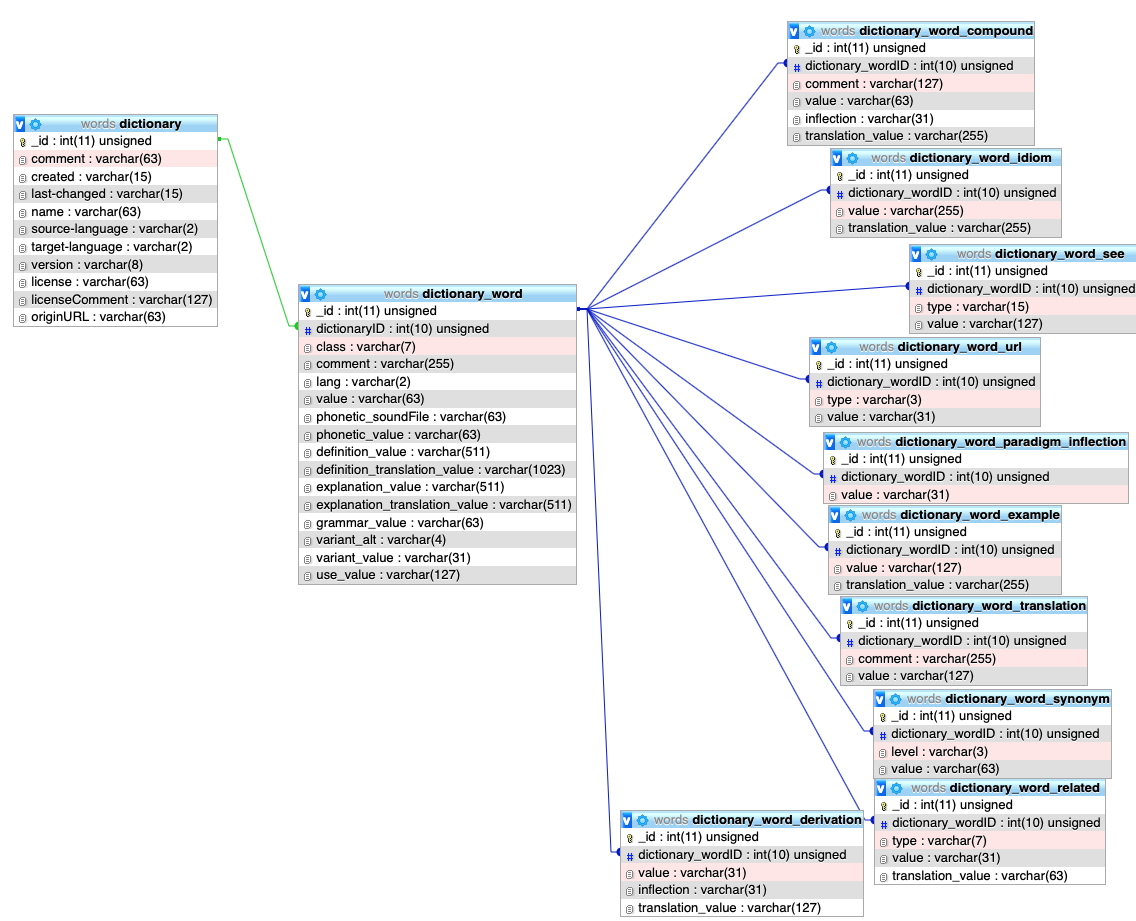 words dictionary
_id : int(11) unsigned
comment : varchar(63)
created : varchar(15)
last-changed : varchar(15)
name : varchar(63)
source-language : varchar(2)
target-language : varchar(2)
version : varchar(8)
license : varchar(63)
licenseComment : varchar(127)
originURL : varchar(63)
words dictionary_word
_id : int(11) unsigned
dictionaryID : int(10) unsigned
class : varchar(7)
comment : varchar(255)
lang : varchar(2)
value : varchar(63)
phonetic_soundFile : varchar(63)
phonetic_value : varchar(63)
definition_value : varchar(511)
definition_translation_value : varchar(1023)
explanation_value : varchar(511)
explanation_translation_value : varchar(511)
grammar_value : varchar(63)
variant_alt : varchar(4)
variant_value : varchar(31)
use_value : varchar(127)
words dictionary_word_compound
_id : int(11) unsigned
dictionary_wordID : int(10) unsigned
comment : varchar(127)
value : varchar(63)
inflection : varchar(31)
translation_value : varchar(255)
words dictionary_word_idiom
_id : int(11) unsigned
dictionary_wordID : int(10) unsigned
value : varchar(255)
translation_value : varchar(255)
words dictionary_word_see
_id : int(11) unsigned
dictionary_wordID : int(10) unsigned
type : varchar(15)
value : varchar(127)
words dictionary_word_url
_id : int(11) unsigned
dictionary_wordID : int(10) unsigned
type : varchar(3)
value : varchar(31)
words dictionary_word_paradigm_inflection
_id : int(11) unsigned
dictionary_wordID : int(10) unsigned
value : varchar(31)
words dictionary_word_example
_id : int(11) unsigned
dictionary_wordID : int(10) unsigned
value : varchar(127)
translation_value : varchar(255)
words dictionary_word_translation
_id : int(11) unsigned
dictionary_wordID : int(10) unsigned
comment : varchar(255)
value : varchar(127)
words dictionary_word_synonym
_id : int(11) unsigned
dictionary_wordID : int(10) unsigned
level : varchar(3)
value : varchar(63)
words dictionary_word_related
_id : int(11) unsigned
dictionary_wordID : int(10) unsigned
type : varchar(7)
value : varchar(31)
translation_value : varchar(63)
words dictionary_word_derivation
_id : int(11) unsigned
dictionary_wordID : int(10) unsigned
value : varchar(31)
inflection : varchar(31)
translation_value : varchar(127)